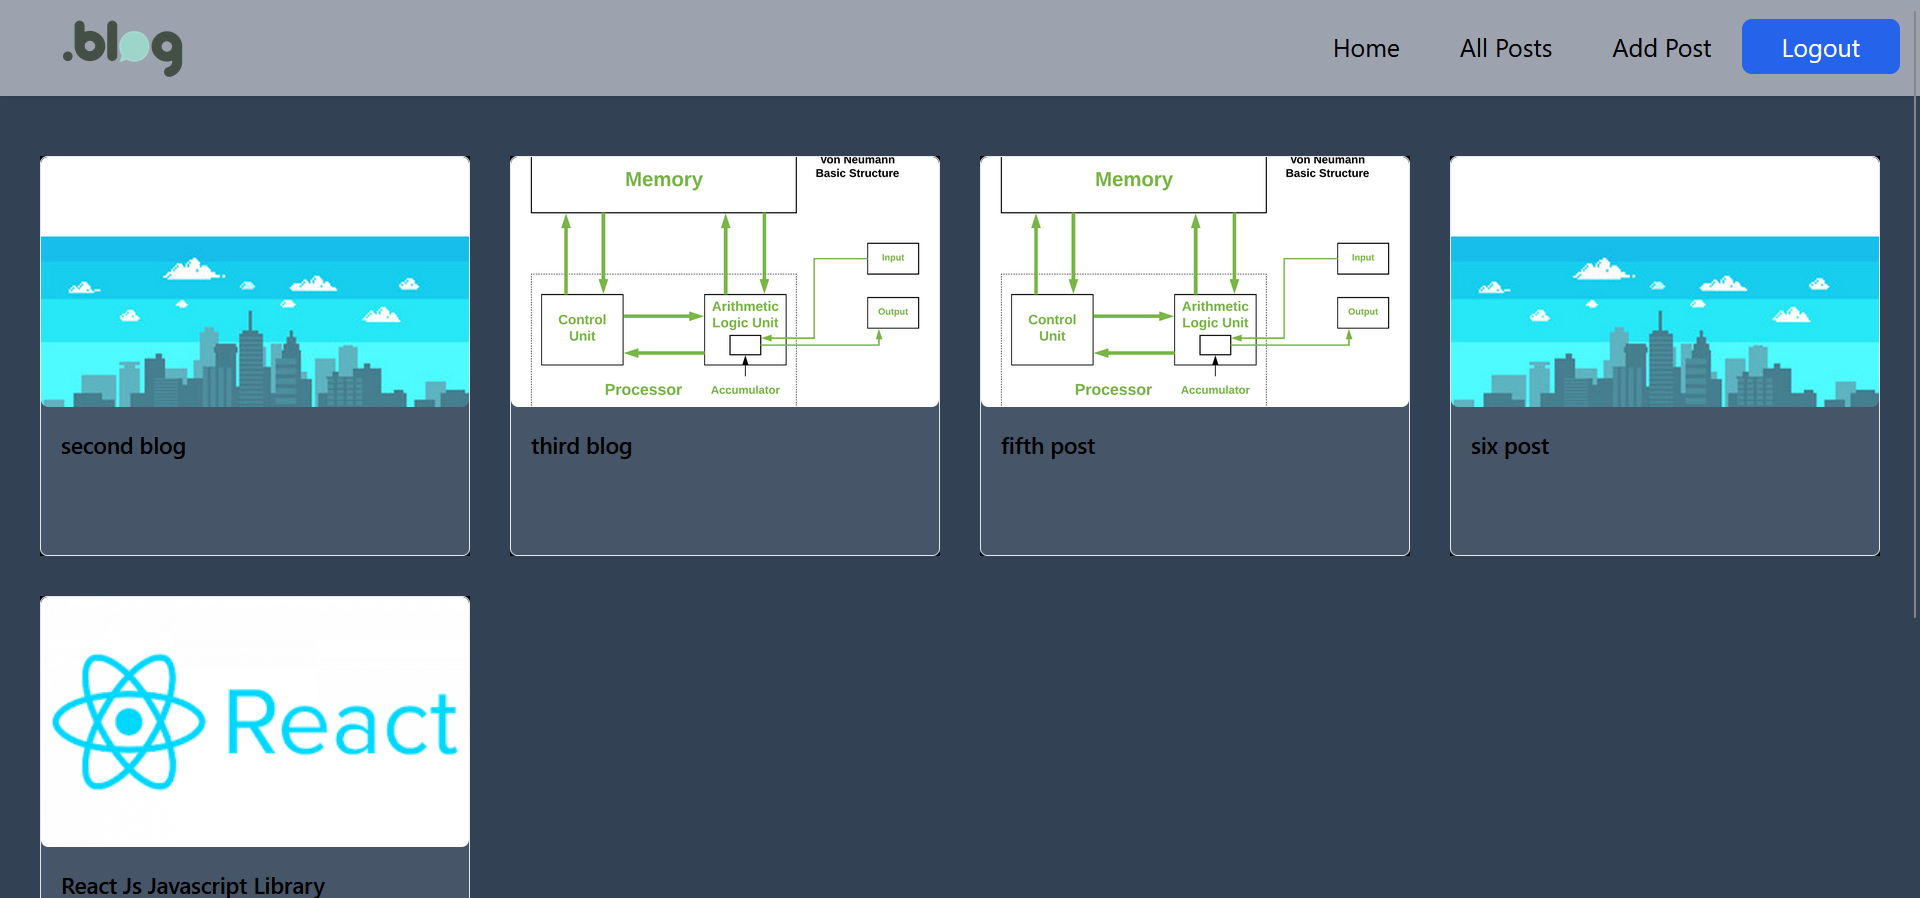 .blog
Home
All Posts
Add Post
Logout
Memory
Von Neumann
Basic Structure
Input
Output
Control
Unit
Arithmetic
Logic Unit
Processor
Accumulator
Memory
Von Neumann
Basic Structure
Input
Output
Control
Unit
Arithmetic
Logic Unit
Processor
Accumulator
second blog
third blog
fifth post
six post
React
React Js Javascript Library